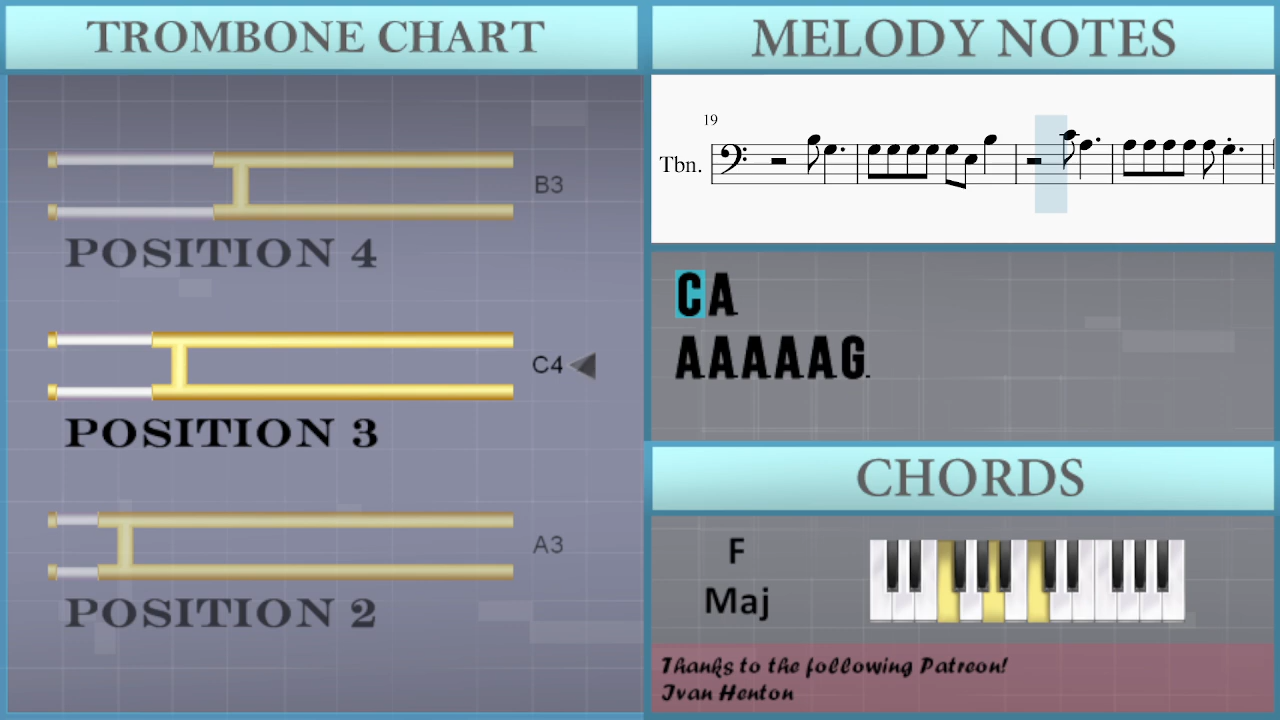 TROMBONE CHART
B3
POSITION 4
C4
POSITION 3
A3
POSITION 2
MELODY NOTES
19
Tbn.
CA
AAAAAG.
CHORDS
F
Maj
Thanks to the following Patreon!
Ivan Henton